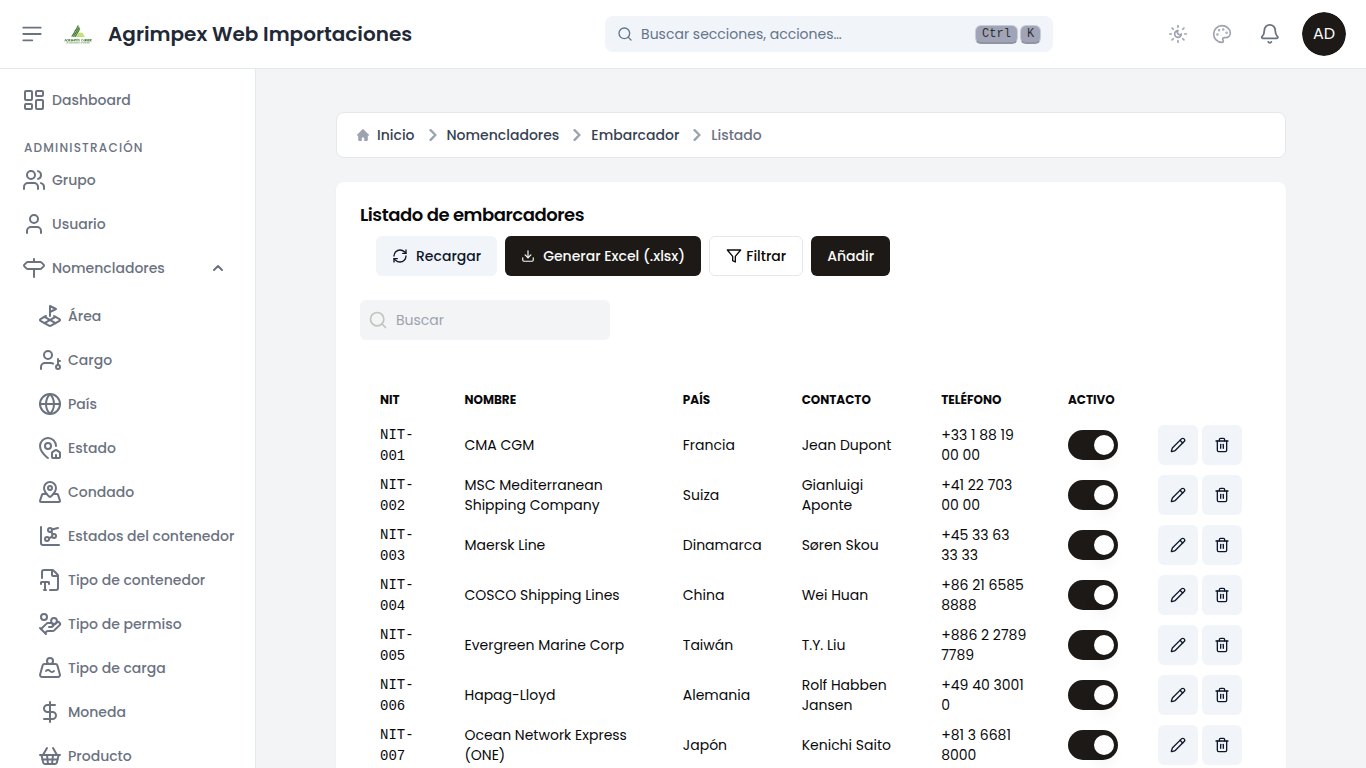 Agrimpex Web Importaciones
Buscar secciones, acciones...
Ctrl K
AD
Dashboard
ADMINISTRACIÓN
Grupo
Usuario
Nomencladores
Área
Cargo
País
Estado
Condado
Estados del contenedor
Tipo de contenedor
Tipo de permiso
Tipo de carga
Moneda
Producto
Inicio > Nomencladores > Embarcador > Listado
Listado de embarcadores
Recargar
Generar Excel (.xlsx)
Filtrar
Añadir
Buscar
NIT NOMBRE PAÍS CONTACTO TELÉFONO ACTIVO
NIT-
001
CMA CGM
Francia
Jean Dupont
+33 1 88 19
00 00
NIT-
002
MSC Mediterranean
Shipping Company
Suiza
Gianluigi
Aponte
+41 22 703
00 00
NIT-
003
Maersk Line
Dinamarca
Søren Skou
+45 33 63
33 33
NIT-
004
COSCO Shipping Lines
China
Wei Huan
+86 21 6585
8888
NIT-
005
Evergreen Marine Corp
Taiwán
T.Y. Liu
+886 2 2789
7789
NIT-
006
Hapag-Lloyd
Alemania
Rolf Habben
Jansen
+49 40 3001
0
NIT-
007
Ocean Network Express
(ONE)
Japón
Kenichi Saito
+81 3 6681
8000